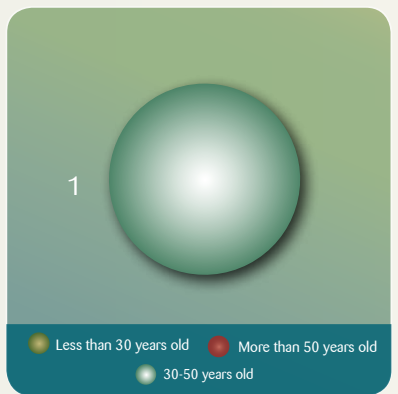 1
Less than 30 years old
More than 50 years old
30-50 years old